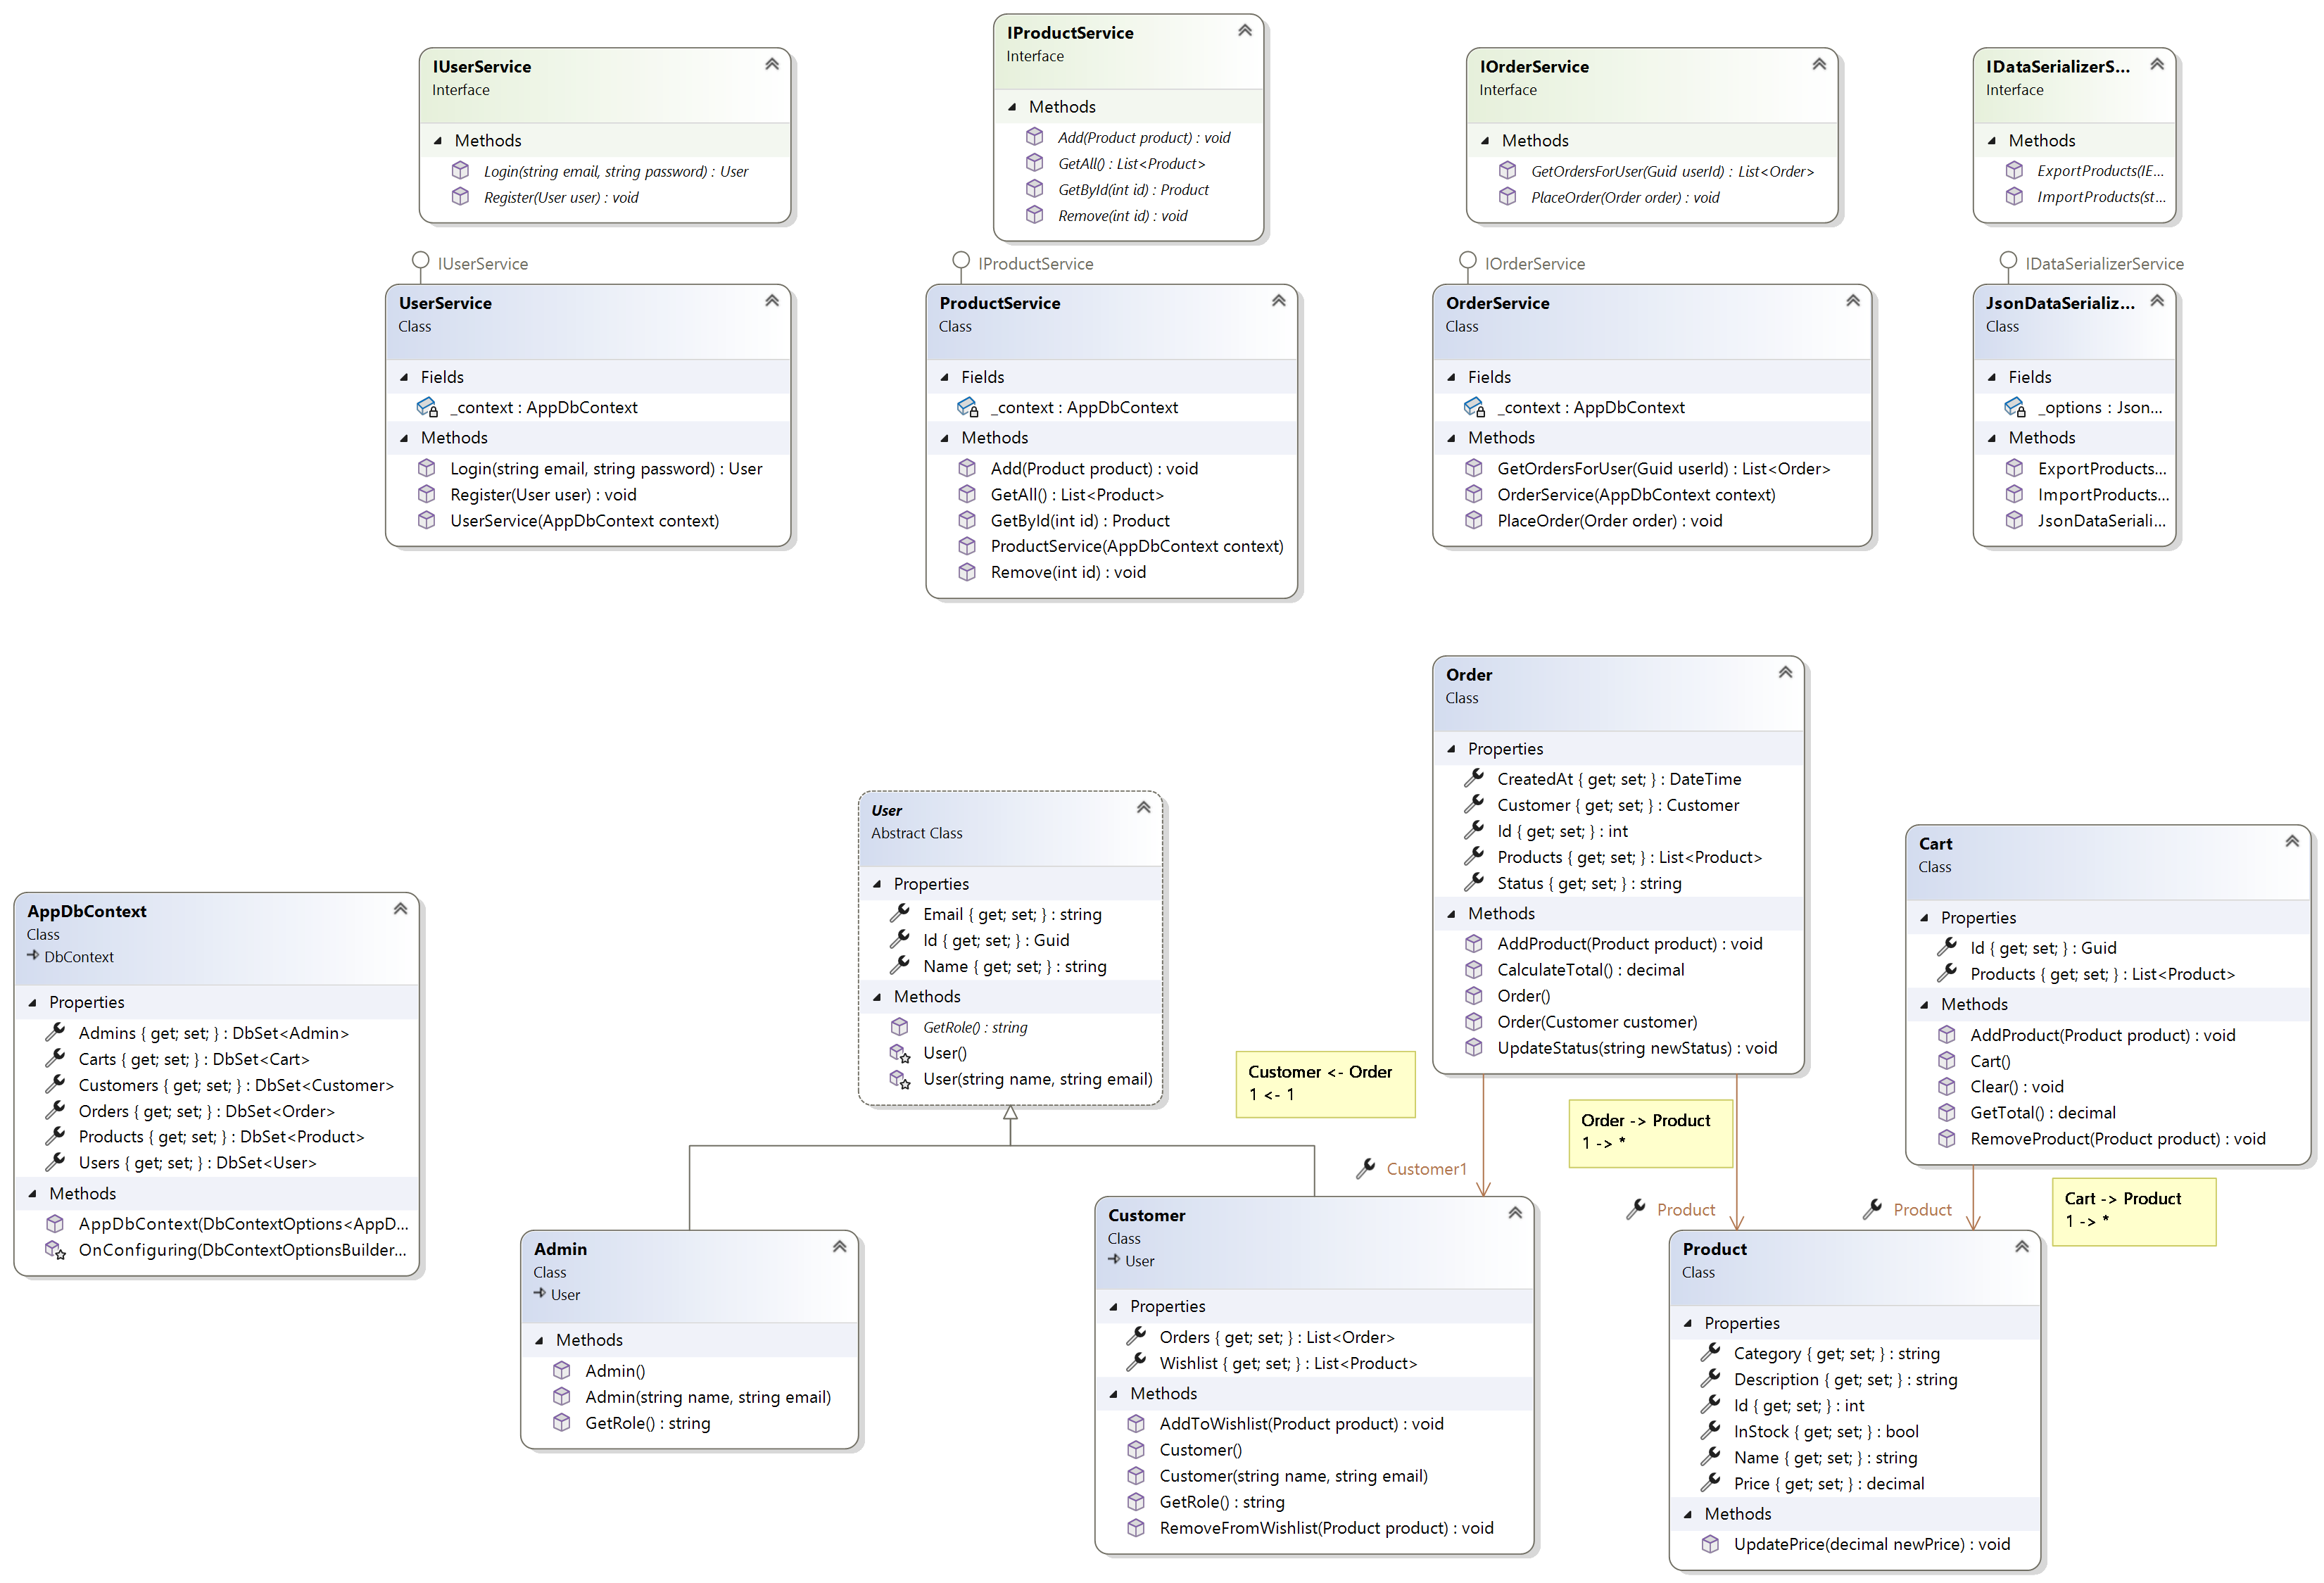 IUserService
Interface
Methods
Login(string email, string password) : User
Register(User user) : void
IProductService
Interface
Methods
Add(Product product) : void
GetAll() : List<Product>
GetById(int id) : Product
Remove(int id) : void
IOrderService
Interface
Methods
GetOrdersForUser(Guid userId) : List<Order>
PlaceOrder(Order order) : void
IDataSerializerS...
Interface
Methods
ExportProducts(IE...
ImportProducts(st...
IUserService
UserService
Class
Fields
_context : AppDbContext
Methods
Login(string email, string password) : User
Register(User user) : void
UserService(AppDbContext context)
IProductService
ProductService
Class
Fields
_context : AppDbContext
Methods
Add(Product product) : void
GetAll() : List<Product>
GetById(int id) : Product
ProductService(AppDbContext context)
Remove(int id) : void
IOrderService
OrderService
Class
Fields
_context : AppDbContext
Methods
GetOrdersForUser(Guid userId) : List<Order>
OrderService(AppDbContext context)
PlaceOrder(Order order) : void
IDataSerializerService
JsonDataSerializ...
Class
Fields
_options : Json...
Methods
ExportProducts...
ImportProducts...
JsonDataSeriali...
AppDbContext
Class
DbContext
Properties
Admins { get; set; } : DbSet<Admin>
Carts { get; set; } : DbSet<Cart>
Customers { get; set; } : DbSet<Customer>
Orders { get; set; } : DbSet<Order>
Products { get; set; } : DbSet<Product>
Users { get; set; } : DbSet<User>
Methods
AppDbContext(DbContextOptions<AppD...
OnConfiguring(DbContextOptionsBuilder...
User
Abstract Class
Properties
Email { get; set; } : string
Id { get; set; } : Guid
Name { get; set; } : string
Methods
GetRole() : string
User()
User(string name, string email)
Order
Class
Properties
CreatedAt { get; set; } : DateTime
Customer { get; set; } : Customer
Id { get; set; } : int
Products { get; set; } : List<Product>
Status { get; set; } : string
Methods
AddProduct(Product product) : void
CalculateTotal() : decimal
Order()
Order(Customer customer)
UpdateStatus(string newStatus) : void
Cart
Class
Properties
Id { get; set; } : Guid
Products { get; set; } : List<Product>
Methods
AddProduct(Product product) : void
Cart()
Clear() : void
GetTotal() : decimal
RemoveProduct(Product product) : void
Customer <- Order
1 <- 1
Order -> Product
1 -> *
Cart -> Product
1 -> *
Customer1
Product
Product
Admin
Class
User
Methods
Admin()
Admin(string name, string email)
GetRole() : string
Customer
Class
User
Properties
Orders { get; set; } : List<Order>
Wishlist { get; set; } : List<Product>
Methods
AddToWishlist(Product product) : void
Customer()
Customer(string name, string email)
GetRole() : string
RemoveFromWishlist(Product product) : void
Product
Class
Properties
Category { get; set; } : string
Description { get; set; } : string
Id { get; set; } : int
InStock { get; set; } : bool
Name { get; set; } : string
Price { get; set; } : decimal
Methods
UpdatePrice(decimal newPrice) : void